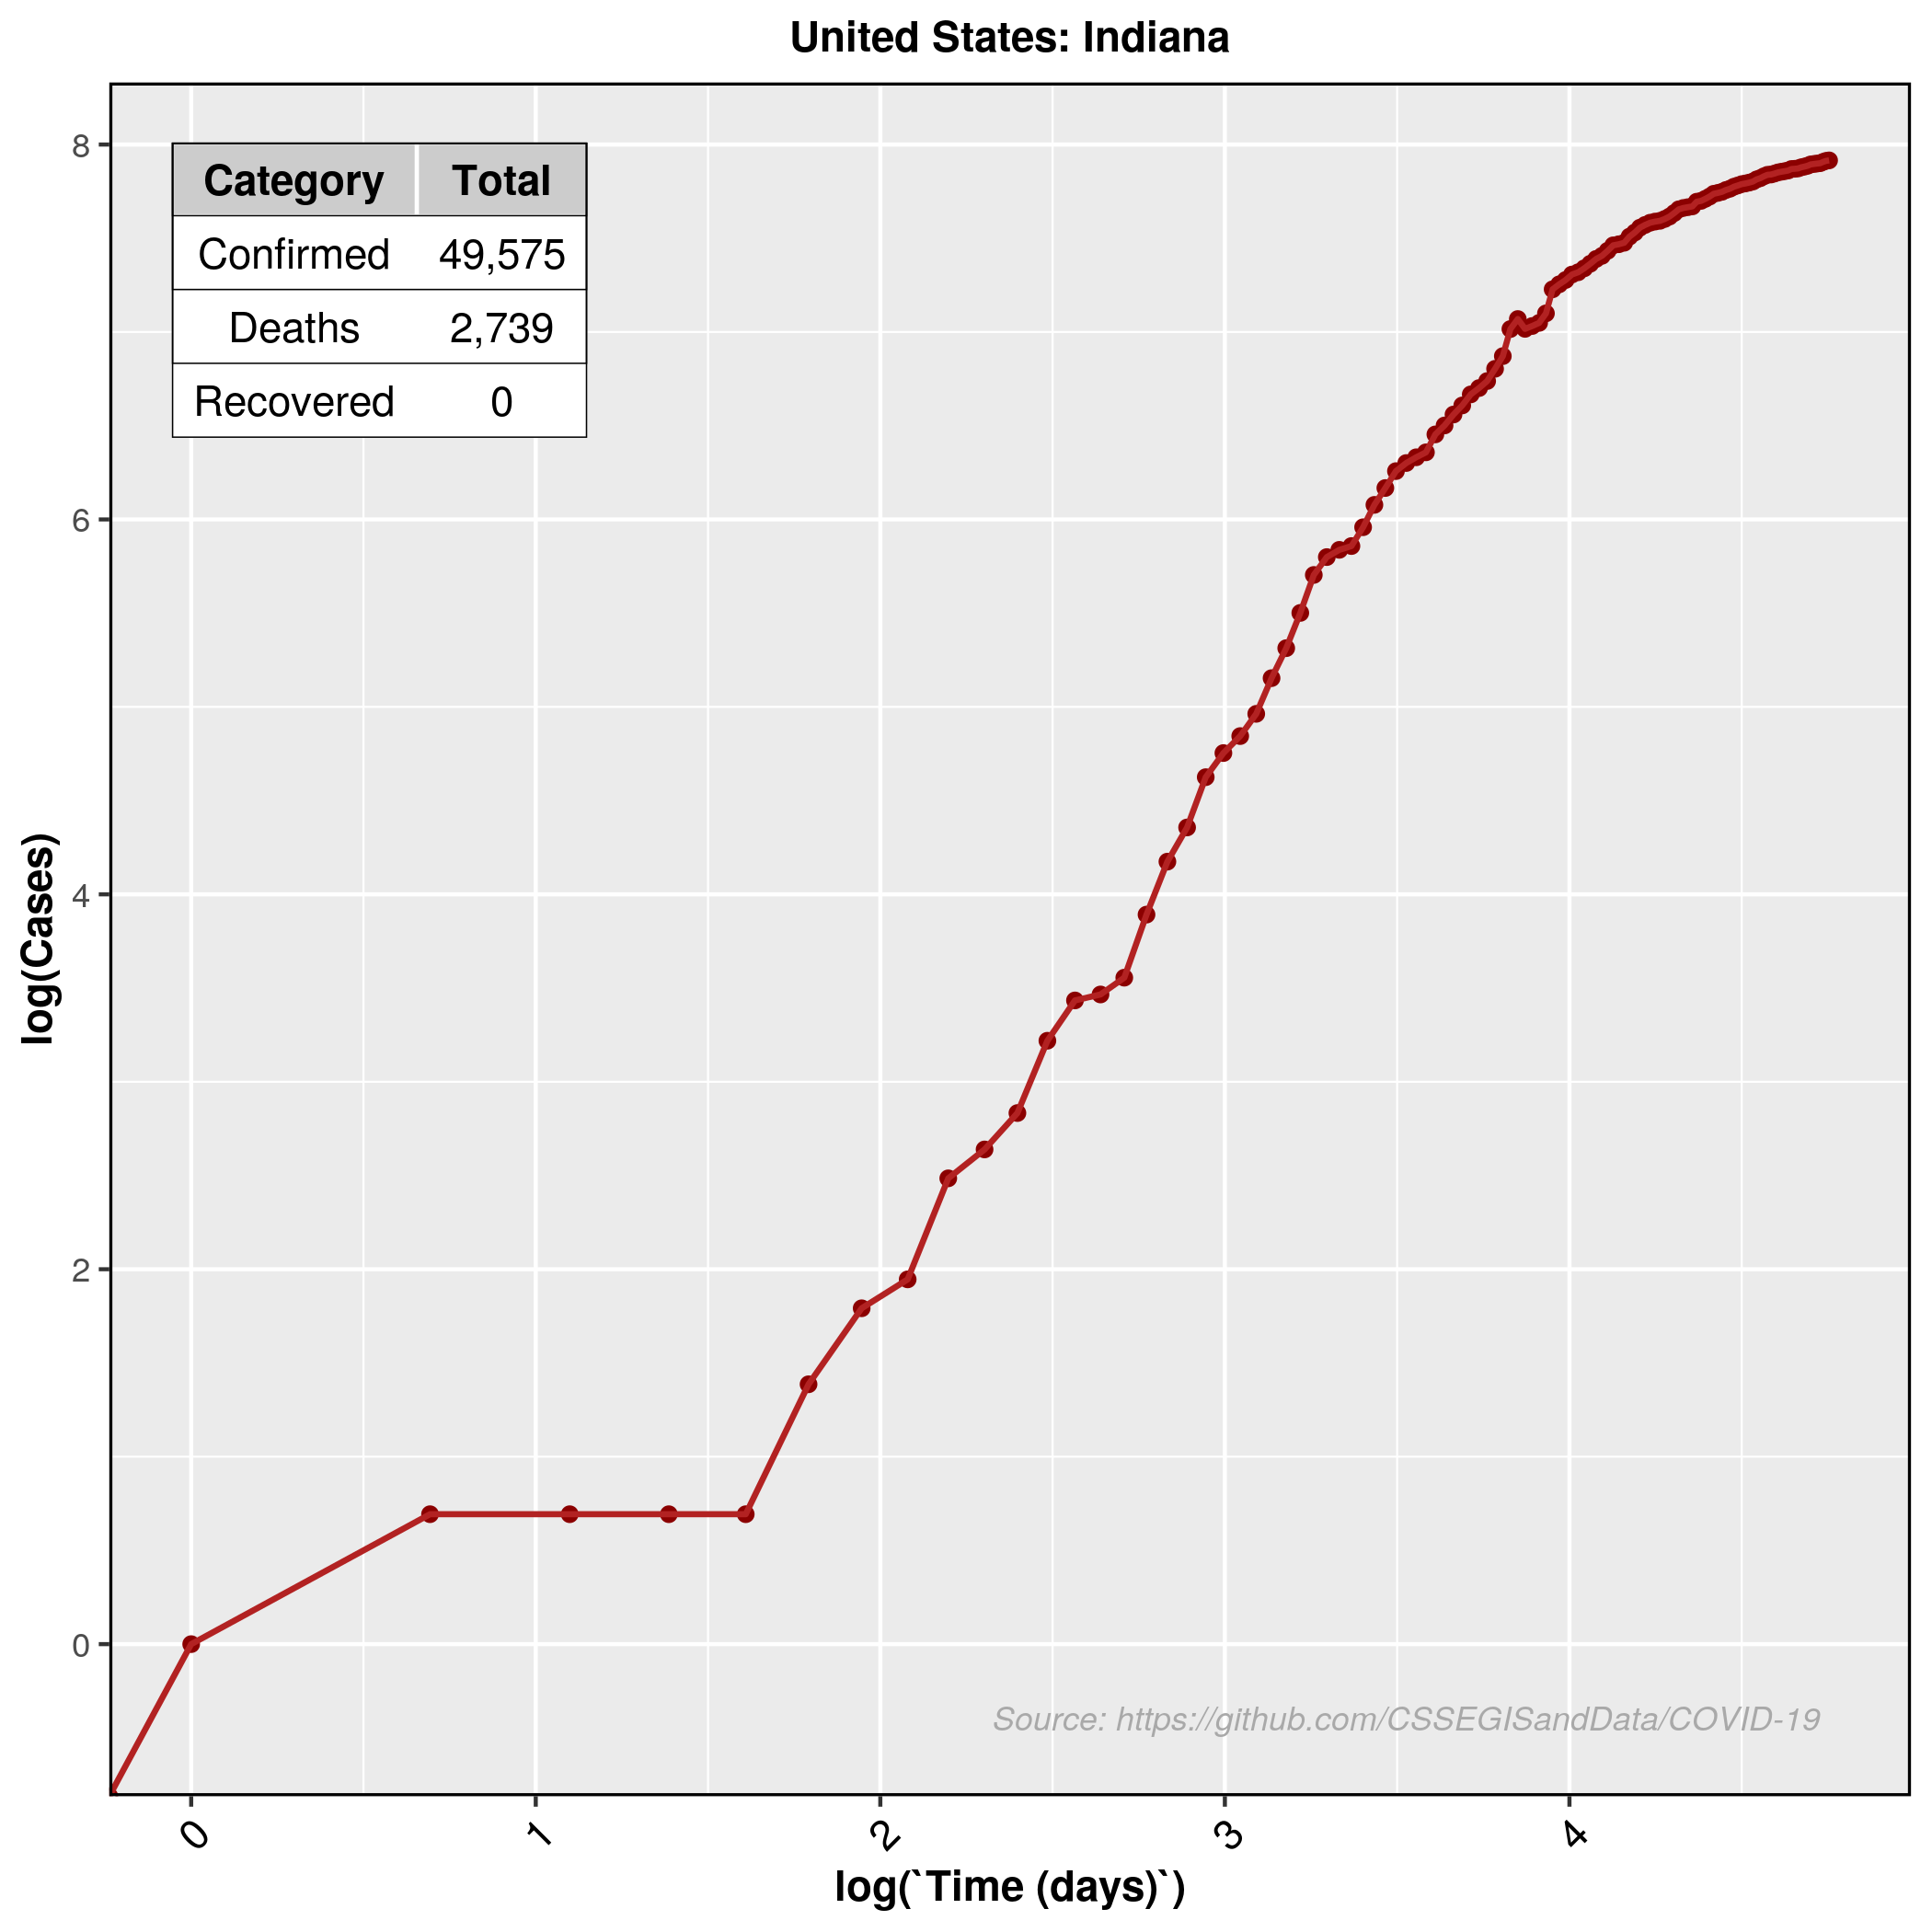 United States: Indiana
Category Total
Confirmed 49,575
Deaths 2,739
Recovered 0
8
6
4
2
0
log(Cases)
Source: https://github.com/CSSEGISandData/COVID-19
0 1 2 3 4
log(`Time (days)`)